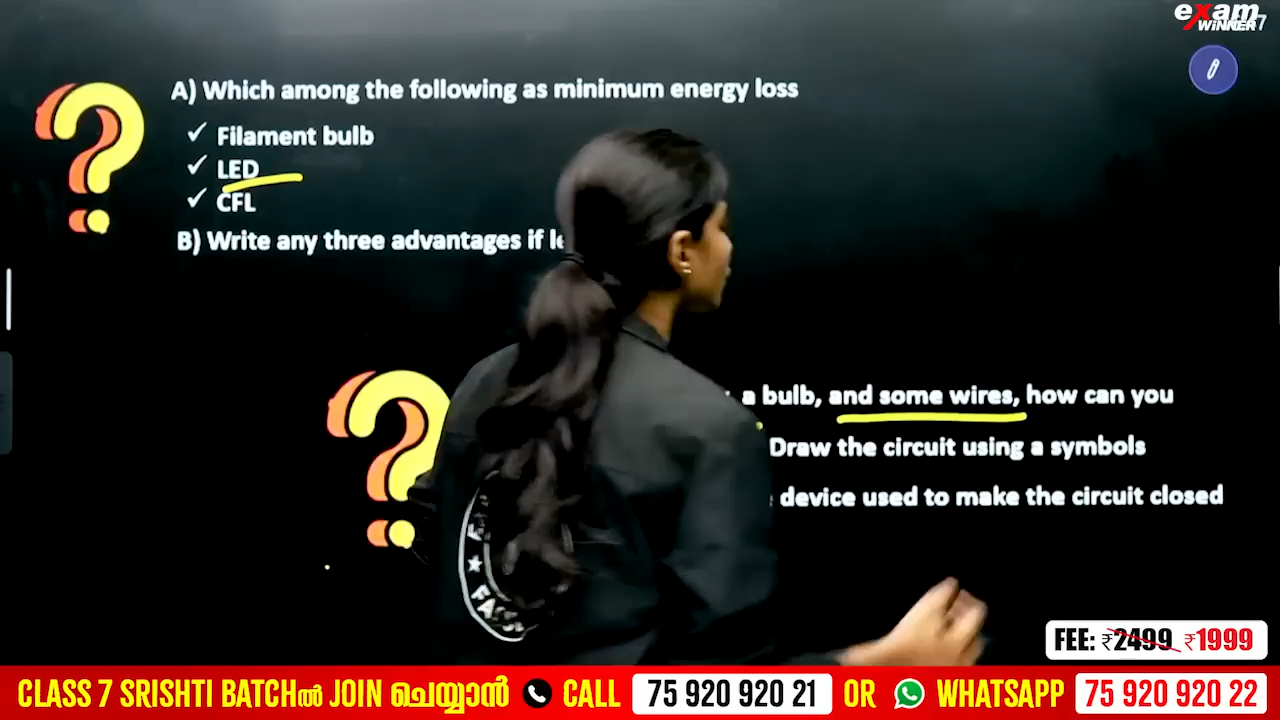 exam
WINNER 7
A) Which among the following as minimum energy loss
✓ Filament bulb
✓ LED
✓ CFL
B) Write any three advantages if
a bulb, and some wires, how can you
Draw the circuit using a symbols
device used to make the circuit closed
FEE: ₹2499 ₹1999
CLASS 7 SRISHTI BATCHൽ JOIN ചെയ്യാൻ CALL 75 920 920 21 OR WHATSAPP 75 920 920 22